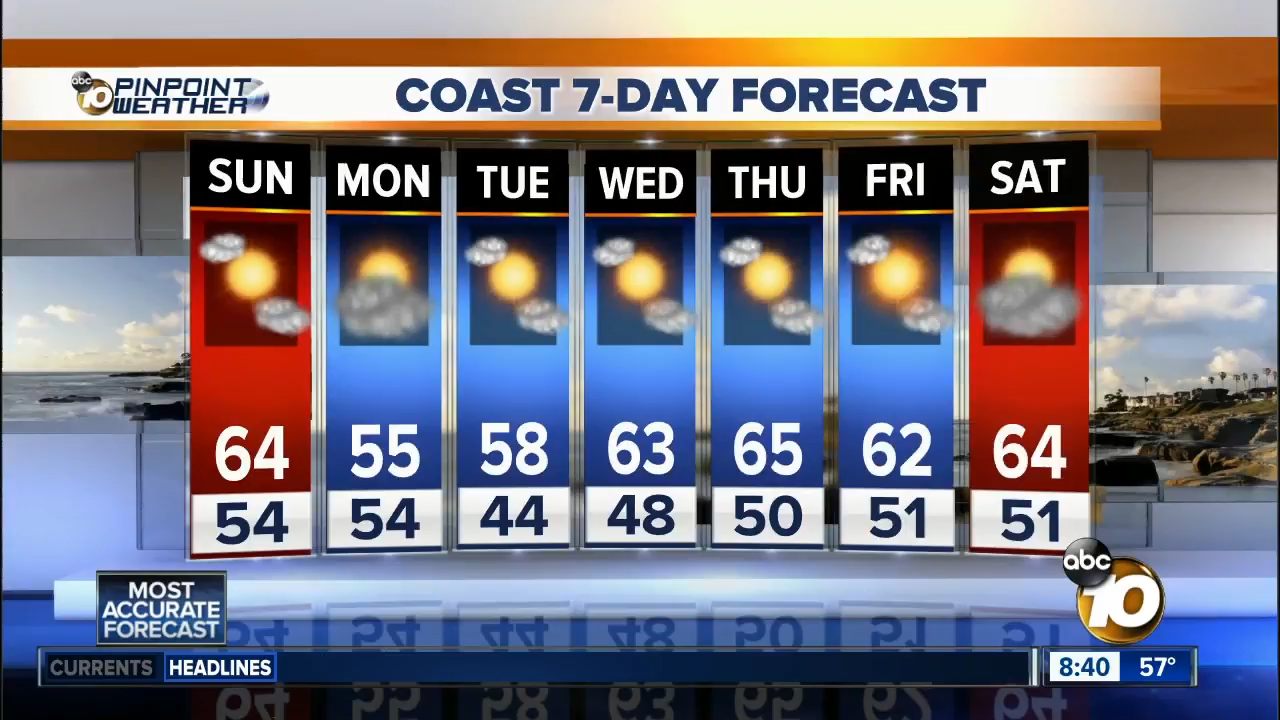 abc
10
PINPOINT
WEATHER
COAST 7-DAY FORECAST
SUN MON TUE WED THU FRI SAT
64 55 58 63 65 62 64
54 54 44 48 50 51 51
abc
10
MOST
ACCURATE
FORECAST
CURRENTS HEADLINES
8:40 57°